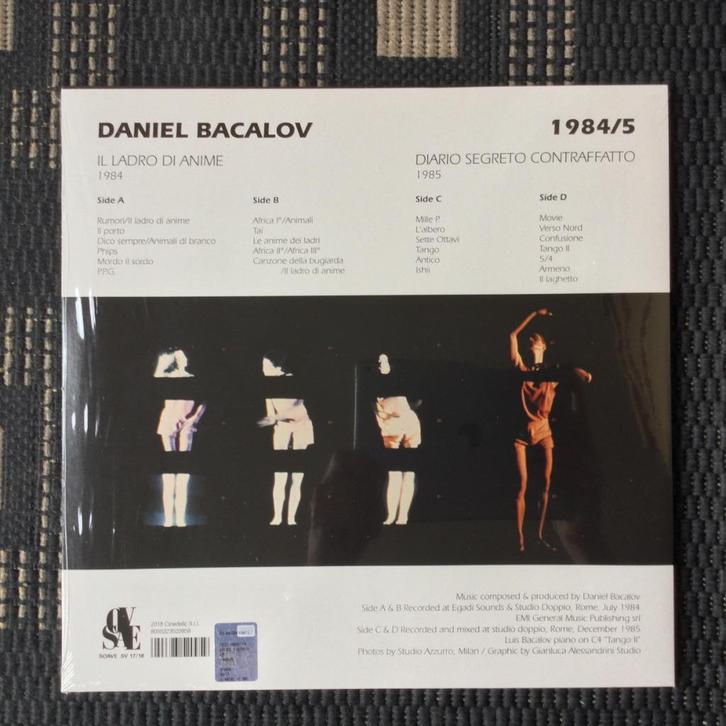 DANIEL BACALOV
1984/5
IL LADRO DI ANIME
1984
DIARIO SEGRETO CONTRAFFATTO
1985
Side A
Rumori/Il ladro di anime
Il porto
Dico sempre/Animali di branco
Phips
Mordo il sordo
P.P.G.
Side B
Africa I°/Animali
Tai
Le anime dei ladri
Africa II°/Africa III°
Canzone della bugiarda
/Il ladro di anime
Side C
Mille P.
L'albero
Sette Ottavi
Tango
Antico
Ishii
Side D
Movie
Verso Nord
Confusione
Tango II
5/4
Armeno
Il laghetto
Music composed & produced by Daniel Bacalov
Side A & B Recorded at Egadi Sounds & Studio Doppio, Rome, July 1984
EMI General Music Publishing srl
Side C & D Recorded and mixed at studio doppio, Rome, December 1985
Luis Bacalov piano on C4 "Tango II"
Photos by Studio Azzurro, Milan / Graphic by Gianluca Alessandrini Studio
SOAVE SV 17/18
2018 Cinedelic S.r.l.